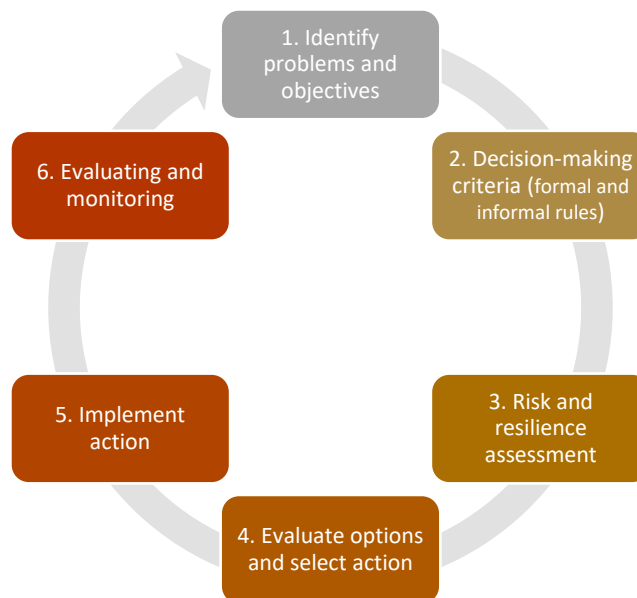 1. Identify
problems and
objectives
2. Decision-making
criteria (formal and
informal rules)
3. Risk and
resilience
assessment
4. Evaluate options
and select action
5. Implement
action
6. Evaluating and
monitoring